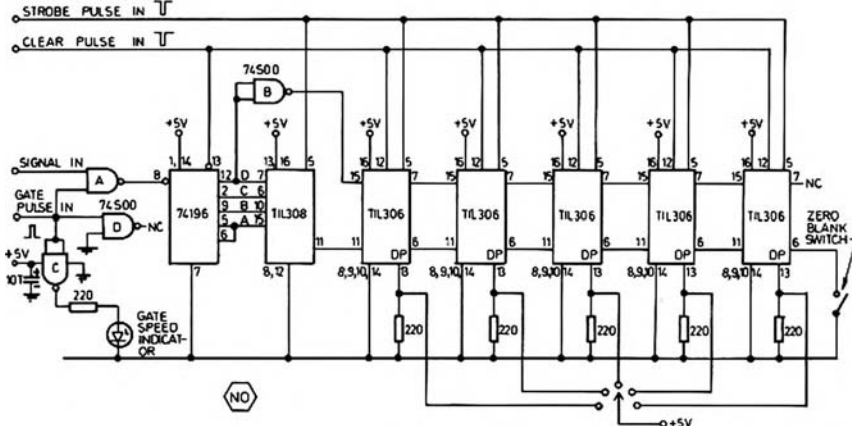 STROBE PULSE IN
CLEAR PULSE IN
74S00
B
+5V +5V +5V +5V +5V +5V +5V
1,14 13 13 16 5 16 12 5 16 12 5 16 12 5 16 12 5 16 12 5
SIGNAL IN
A
8
12 D 7
2 C 6
9 B 10
5 A 15
6
15 7 15 7 15 7 15 7 15 7 NC
GATE
PULSE IN
74S00
D
NC
74196
TIL308
TIL306
TIL306
TIL306
TIL306
TIL306
ZERO
BLANK
SWITCH
11 11 DP 6 11 DP 6 11 DP 6 11 DP 6 11 DP 6
+5V
C
10T
+
7
8,12
8,9,10, 14 13
8,9,10, 14 13
8,9,10, 14 13
8,9,10, 14 13
8,9,10 14 13
220
GATE
SPEED
INDICAT-
OR
220 220 220 220 220
NO
+5V